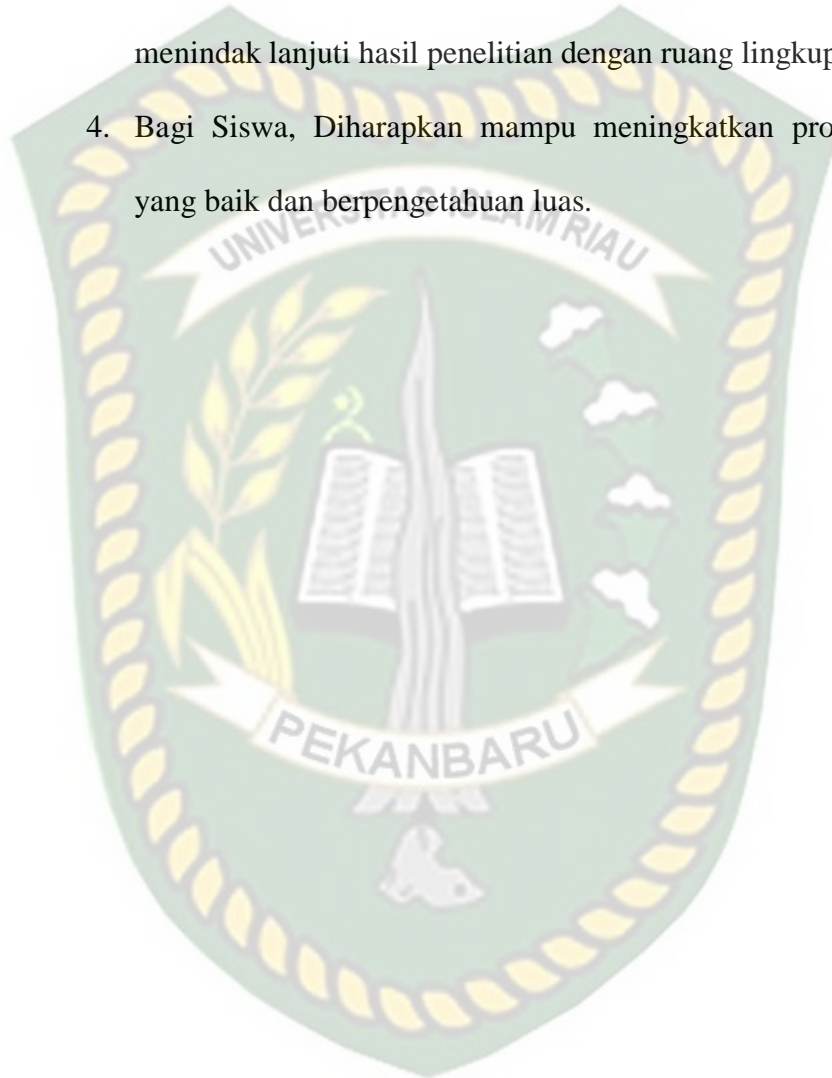 menindak lanjuti hasil penelitian dengan ruang lingkup
4. Bagi Siswa, Diharapkan mampu meningkatkan pro
yang baik dan berpengetahuan luas.
UNIVERSITAS ISLAM RIAU
PEKANBARU